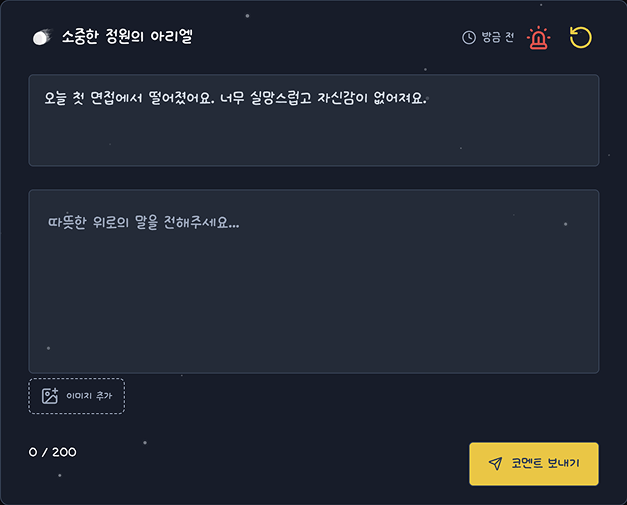 소중한 정원의 아리엘
방금 전
오늘 첫 면접에서 떨어졌어요. 너무 실망스럽고 자신감이 없어져요.
따뜻한 위로의 말을 전해주세요...
이미지 추가
0 / 200
코멘트 보내기